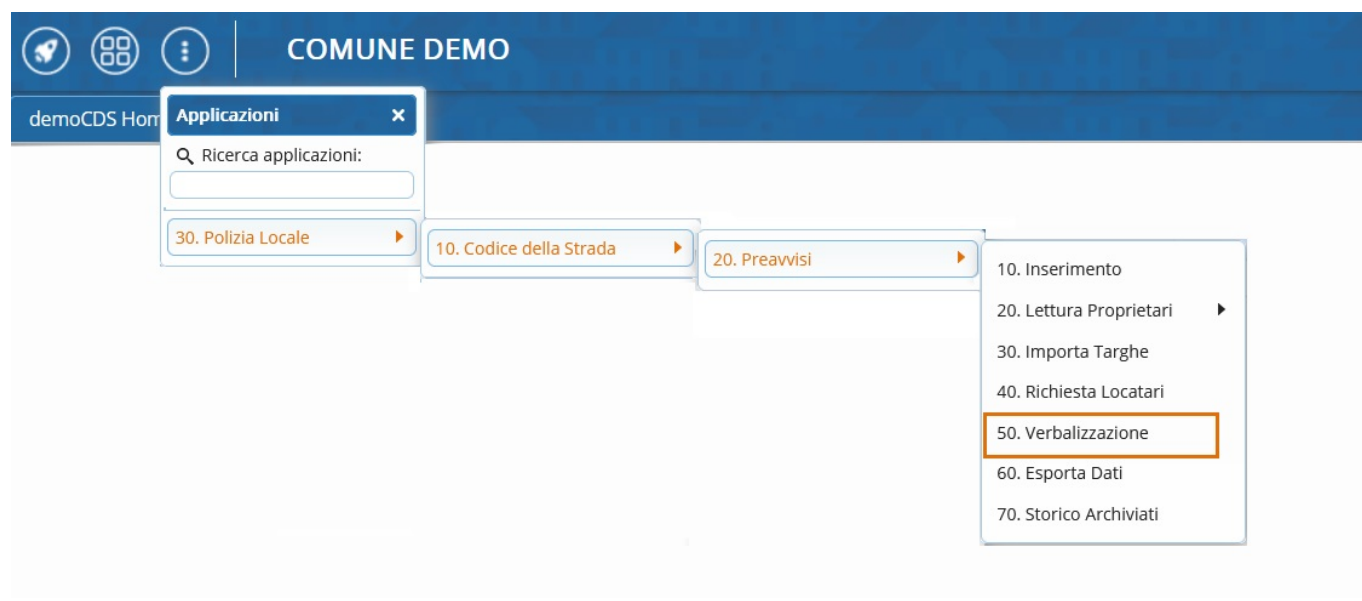 COMUNE DEMO
demoCDS Hom
Applicazioni
Ricerca applicazioni:
30. Polizia Locale
10. Codice della Strada
20. Preavvisi
10. Inserimento
20. Lettura Proprietari
30. Importa Targhe
40. Richiesta Locatari
50. Verbalizzazione
60. Esporta Dati
70. Storico Archiviati